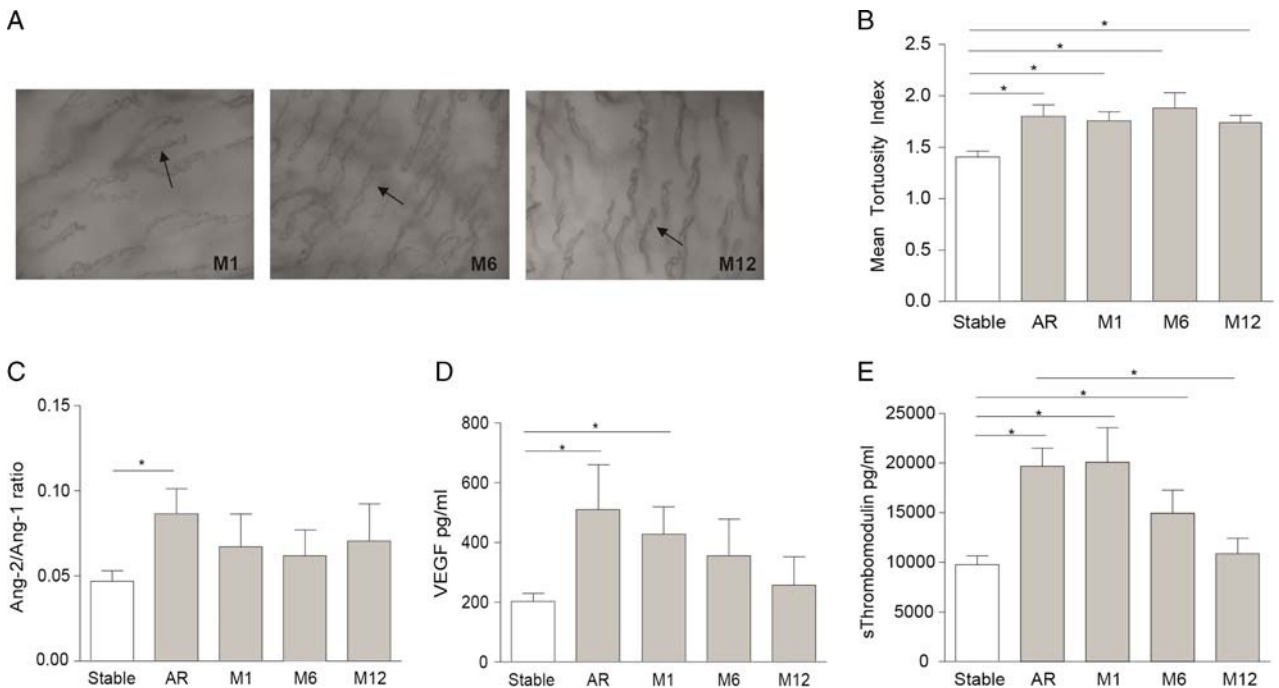 A
M1
M6
M12
B
Mean Tortuosity Index
2.5
2.0
1.5
1.0
0.5
0.0
*
*
*
*
Stable AR M1 M6 M12
C
Ang-2/Ang-1 ratio
0.15
0.10
0.05
0.00
*
Stable AR M1 M6 M12
D
VEGF pg/ml
800
600
400
200
0
*
*
Stable AR M1 M6 M12
E
sThrombomodulin pg/ml
25000
20000
15000
10000
5000
0
*
*
*
*
Stable AR M1 M6 M12